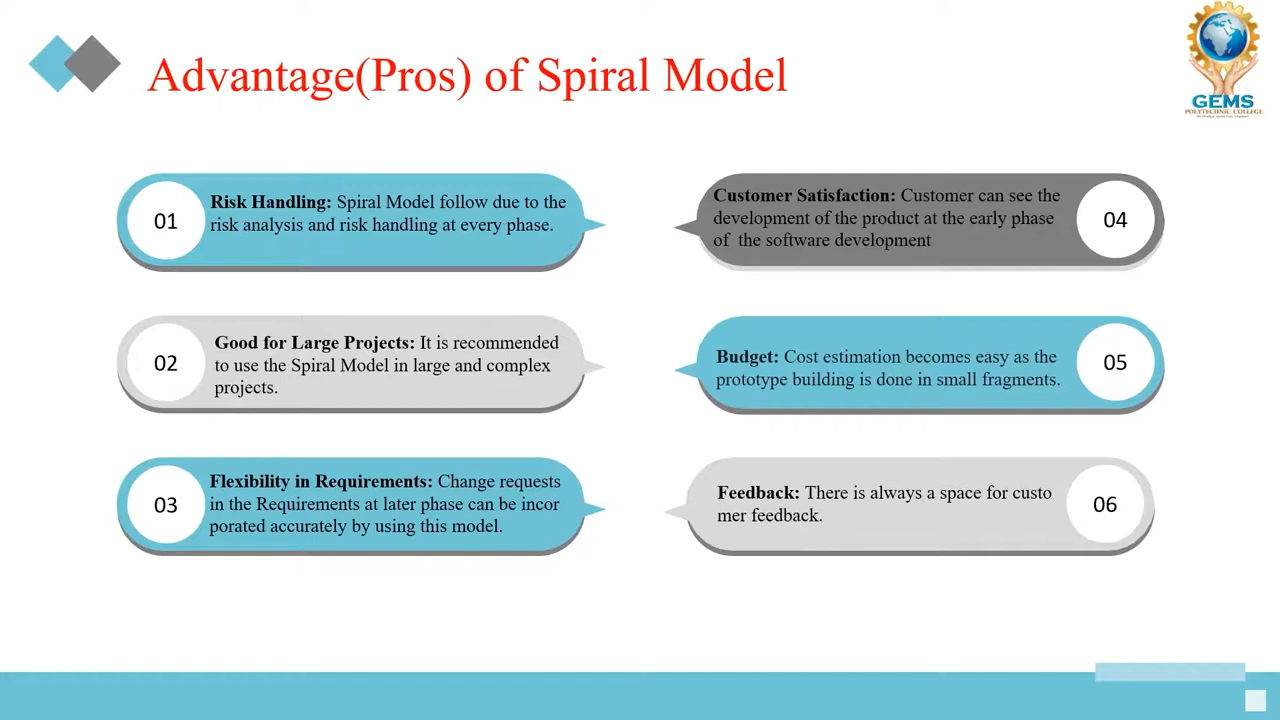 Advantage(Pros) of Spiral Model
GEMS
POLYTECHNIC COLLEGE
01
Risk Handling: Spiral Model follow due to the
risk analysis and risk handling at every phase.
02
Good for Large Projects: It is recommended
to use the Spiral Model in large and complex
projects.
03
Flexibility in Requirements: Change requests
in the Requirements at later phase can be incor
porated accurately by using this model.
Customer Satisfaction: Customer can see the
development of the product at the early phase
of the software development
04
Budget: Cost estimation becomes easy as the
prototype building is done in small fragments.
05
Feedback: There is always a space for custo
mer feedback.
06